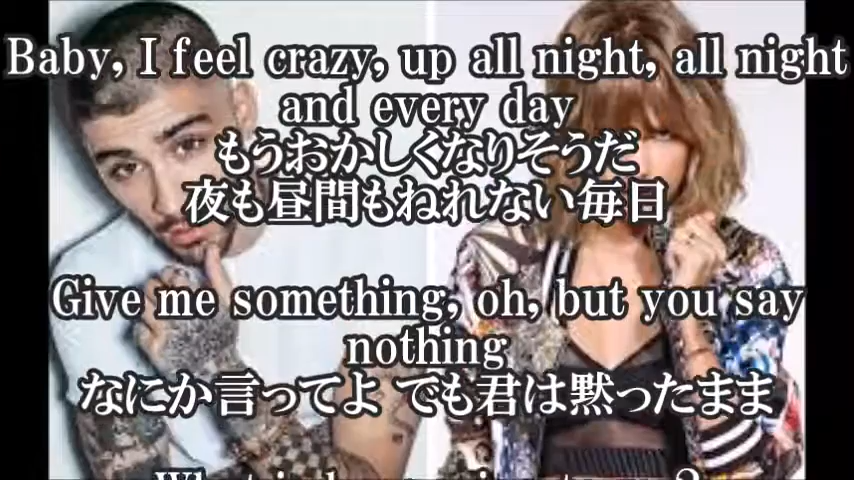 Baby, I feel crazy, up all night, all night
and every day
もうおかしくなりそうだ
夜も昼間もねれない毎日
Give me something, oh, but you say
nothing
なにか言ってよ でも君は黙ったまま
What is